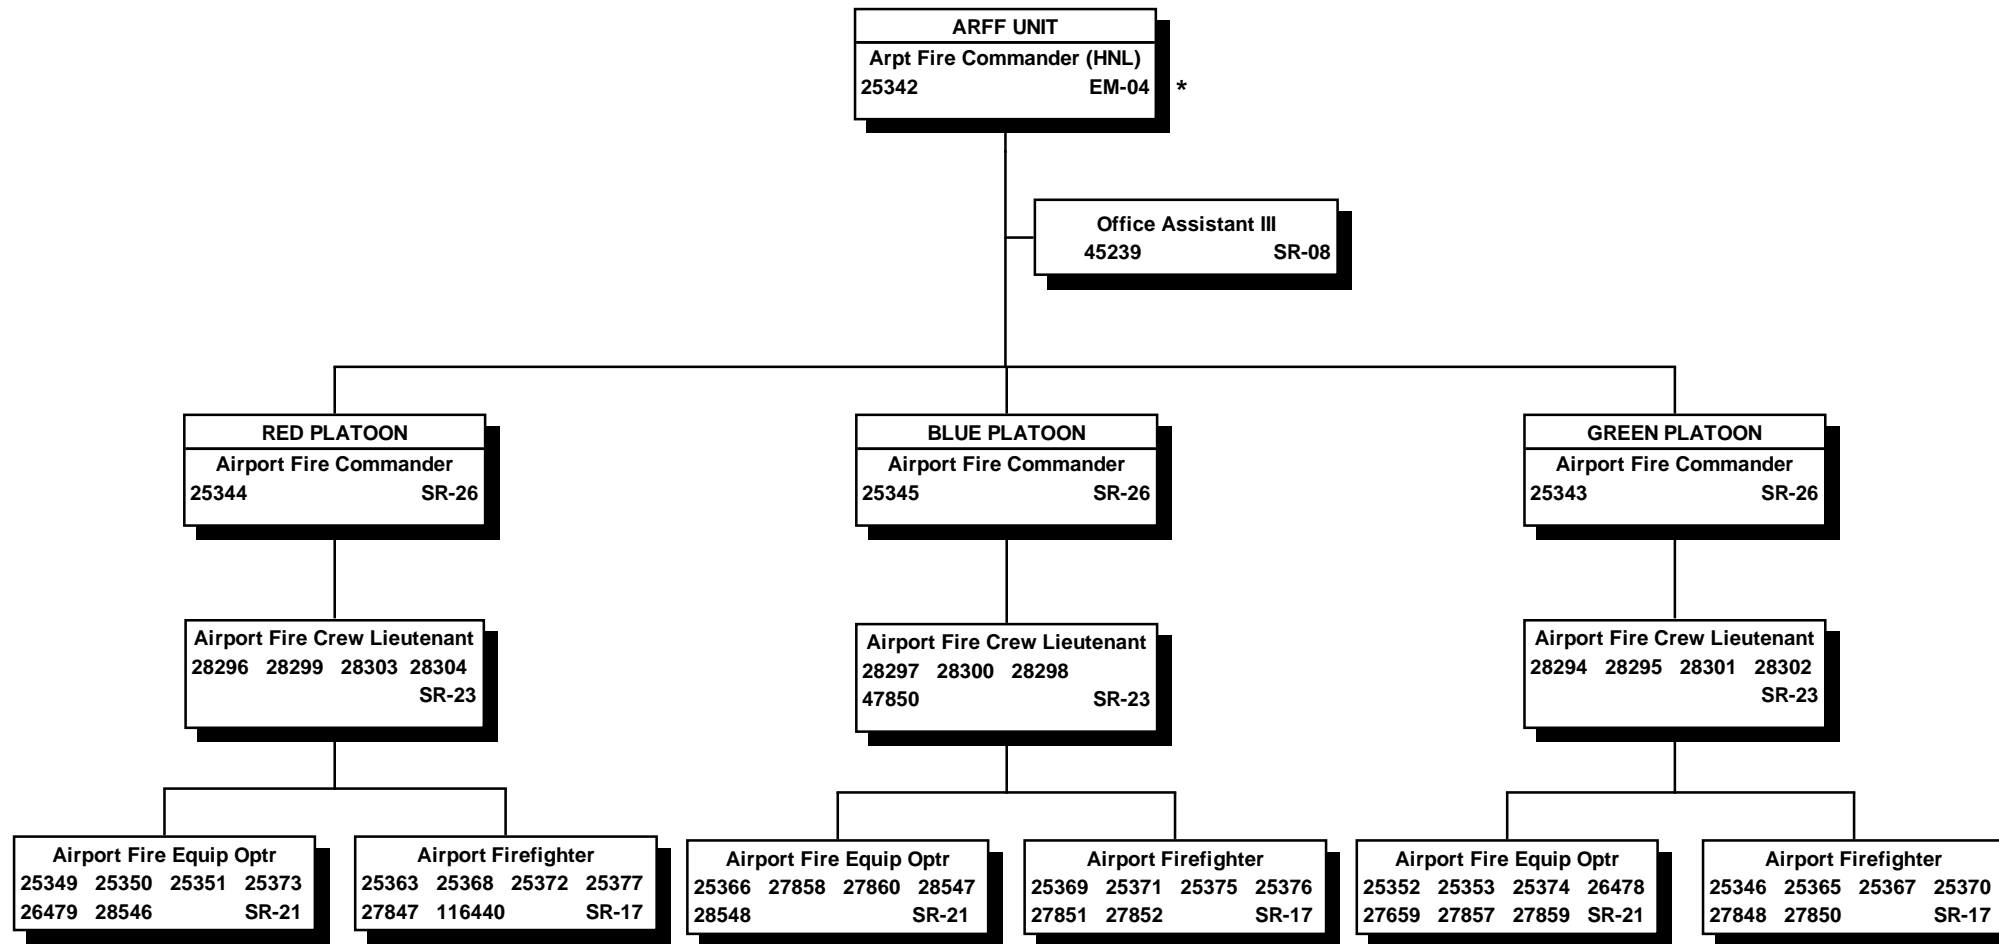 ARFF UNIT
Arpt Fire Commander (HNL)
25342 EM-04 *
Office Assistant III
45239 SR-08
RED PLATOON
Airport Fire Commander
25344 SR-26
BLUE PLATOON
Airport Fire Commander
25345 SR-26
GREEN PLATOON
Airport Fire Commander
25343 SR-26
Airport Fire Crew Lieutenant
28296 28299 28303 28304
SR-23
Airport Fire Crew Lieutenant
28297 28300 28298
47850 SR-23
Airport Fire Crew Lieutenant
28294 28295 28301 28302
SR-23
Airport Fire Equip Optr
25349 25350 25351 25373
26479 28546 SR-21
Airport Firefighter
25363 25368 25372 25377
27847 116440 SR-17
Airport Fire Equip Optr
25366 27858 27860 28547
28548 SR-21
Airport Firefighter
25369 25371 25375 25376
27851 27852 SR-17
Airport Fire Equip Optr
25352 25353 25374 26478
27659 27857 27859 SR-21
Airport Firefighter
25346 25365 25367 25370
27848 27850 SR-17